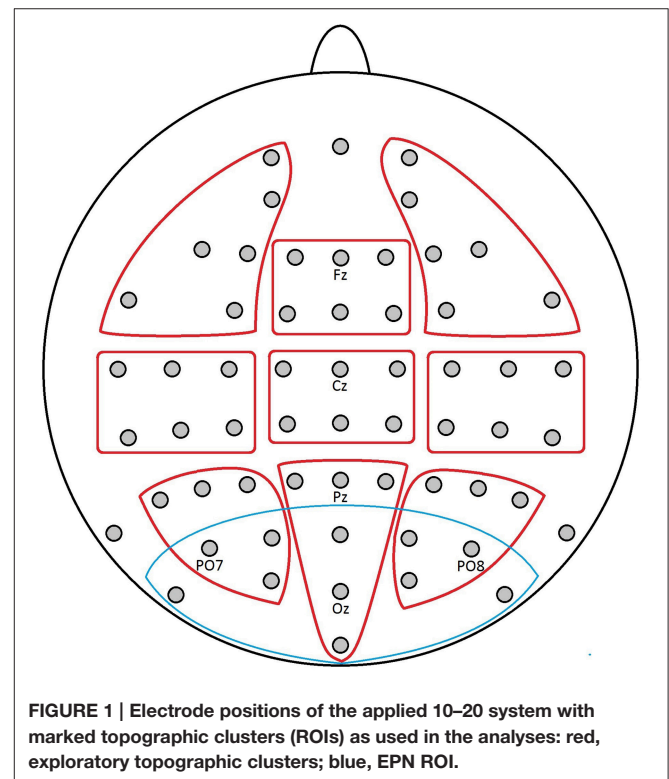 Fz
Cz
Pz
PO7
PO8
Oz
FIGURE 1 | Electrode positions of the applied 10–20 system with
marked topographic clusters (ROIs) as used in the analyses: red,
exploratory topographic clusters; blue, EPN ROI.